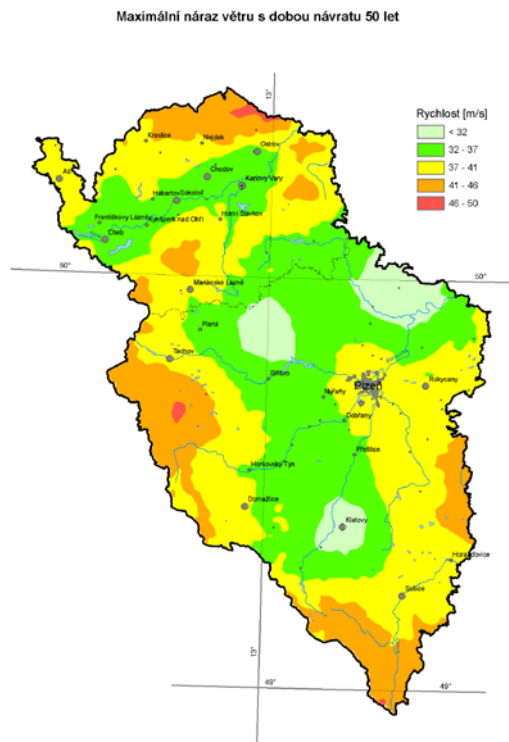 Maximální náraz větru s dobou návratu 50 let
13°
Rychlost [m/s]
< 32
32 - 37
37 - 41
41 - 46
46 - 50
Kraslice
Nejdek
Ostrov
Aš
Chodov
Karlovy Vary
Habartov
Sokolov
Františkovy Lázně
Kynšperk nad Ohří
Horní Slavkov
Cheb
50°
50°
Mariánské Lázně
Planá
Tachov
Stříbro
Plzeň
Rokycany
Nýřany
Dobřany
Přeštice
Horšovský Týn
Domažlice
Klatovy
Horažďovice
Sušice
13°
49°
49°